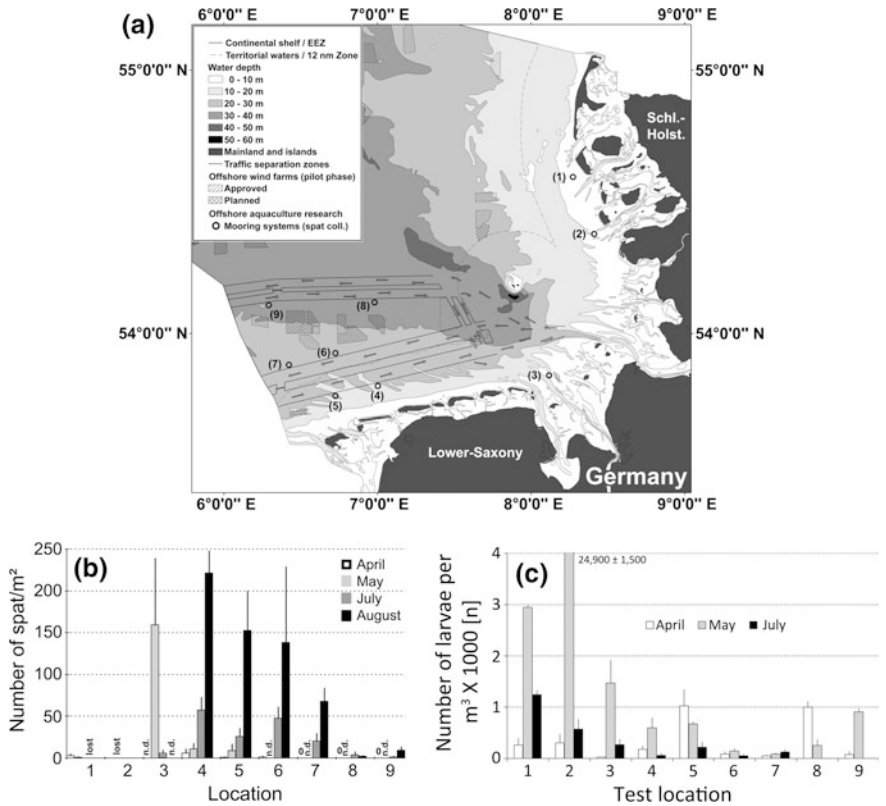 (a)
6°0'0'' E 7°0'0'' E 8°0'0'' E 9°0'0'' E
55°0'0'' N
54°0'0'' N
Continental shelf / EEZ
Territorial waters / 12 nm Zone
Water depth
0 - 10 m
10 - 20 m
20 - 30 m
30 - 40 m
40 - 50 m
50 - 60 m
Mainland and islands
Traffic separation zones
Offshore wind farms (pilot phase)
Approved
Planned
Offshore aquaculture research
Mooring systems (spat coll.)
Schl.-
Holst.
(1)
(2)
(9)
(8)
(6)
(7)
(3)
(4)
(5)
Lower-Saxony
Germany
55°0'0'' N
54°0'0'' N
6°0'0'' E 7°0'0'' E 8°0'0'' E 9°0'0'' E
(b)
Number of spat/m²
250
200
150
100
50
0
April
May
July
August
lost
lost
n.d.
n.d.
n.d.
n.d.
0
n.d.
0
n.d.
0
n.d.
1 2 3 4 5 6 7 8 9
Location
(c)
Number of larvae per
m³ X 1000 [n]
4
3
2
1
0
24,900 ± 1,500
April May July
1 2 3 4 5 6 7 8 9
Test location